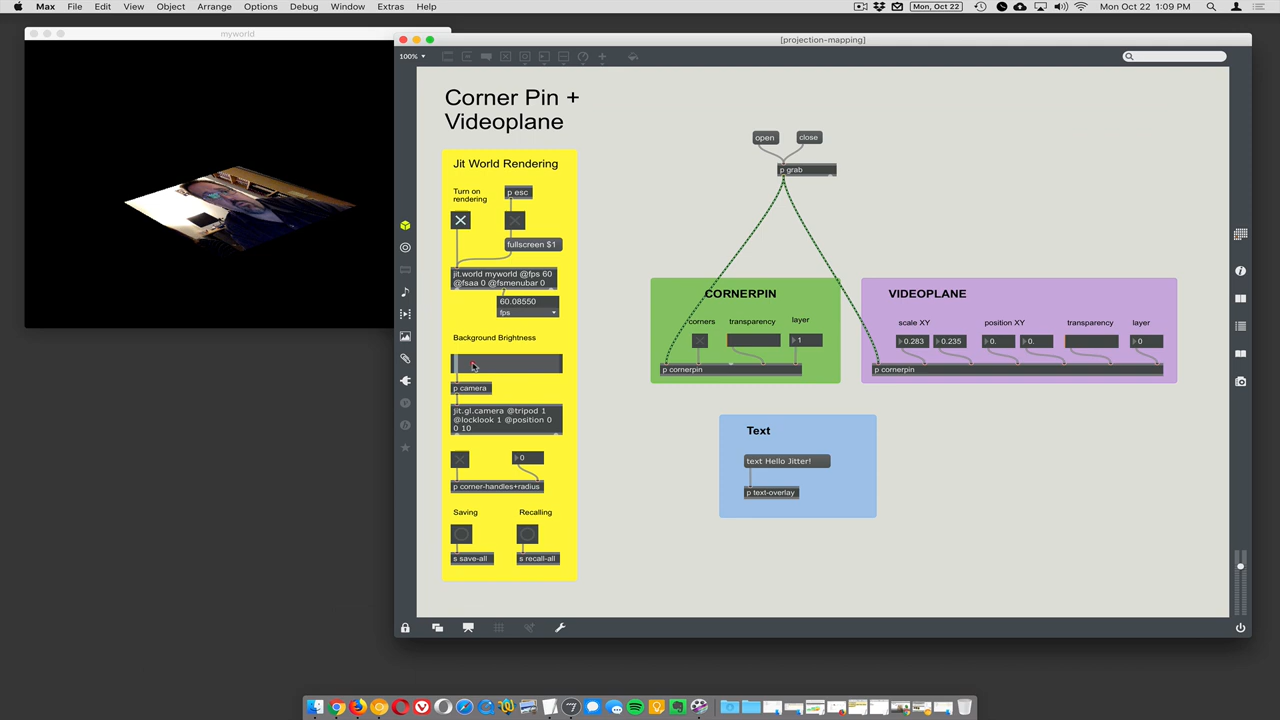 Max File Edit View Object Arrange Options Debug Window Extras Help
Mon, Oct 22
Mon Oct 22 1:09 PM
myworld
[projection-mapping]
100%
Corner Pin +
Videoplane
open
close
p grab
Jit World Rendering
Turn on
rendering
p esc
fullscreen $1
jit.world myworld @fps 60
@fsaa 0 @fsmenubar 0
60.08550
fps
Background Brightness
p camera
jit.gl.camera @tripod 1
@locklook 1 @position 0
0 10
0
p corner-handles+radius
Saving
Recalling
s save-all
s recall-all
CORNERPIN
corners
transparency
layer
1
p cornerpin
VIDEOPLANE
scale XY
position XY
transparency
layer
0.283
0.235
0.
0.
0
p cornerpin
Text
text Hello Jitter!
p text-overlay